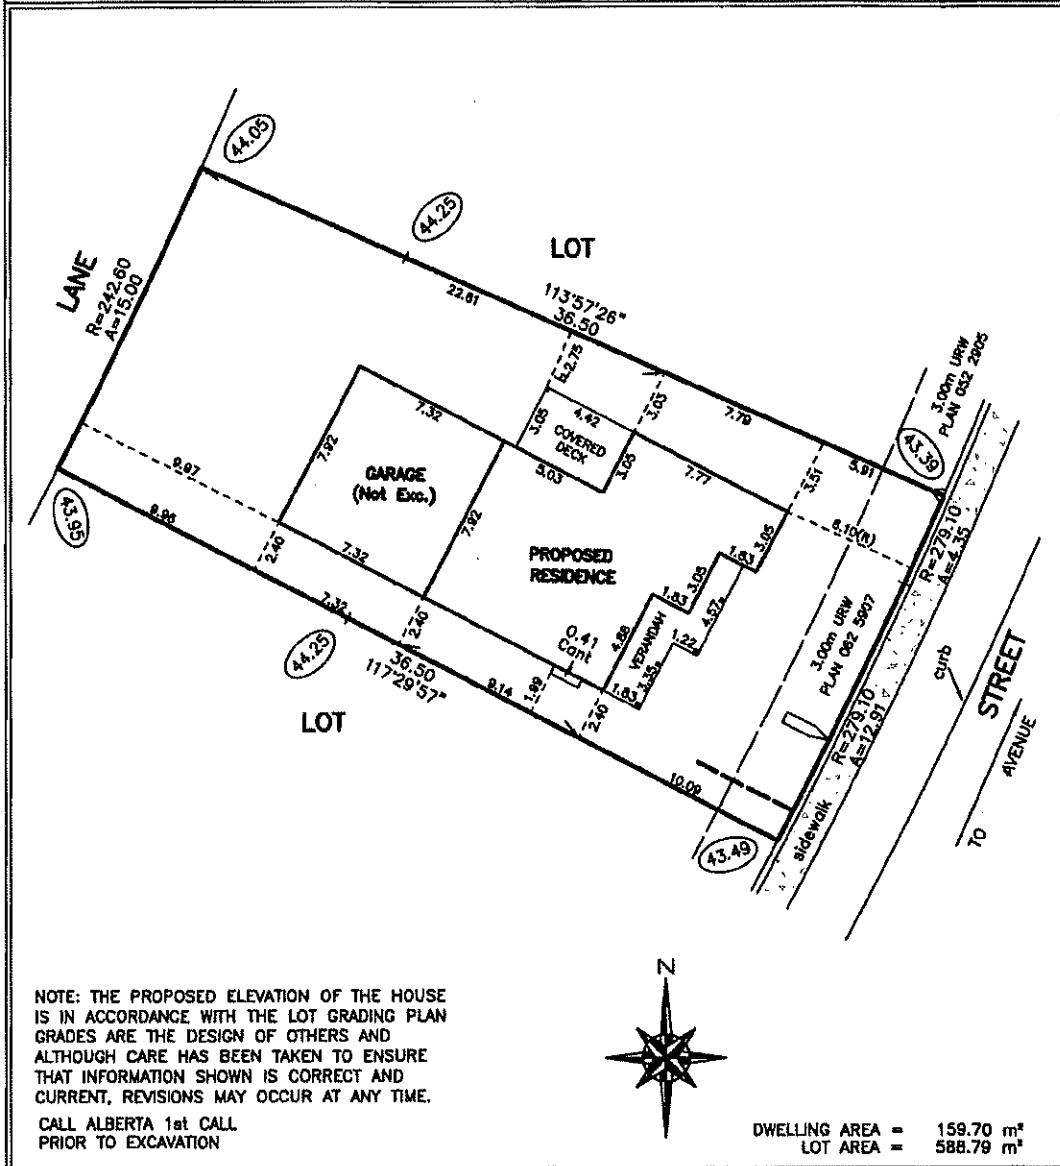 44.05
44.25
LOT
LANE
R=242.60
A=15.00
22.61
113°57'26"
36.50
2.75
3.03
7.79
3.00m URW
PLAN 052 2905
43.39
5.91
3.51
4.42
COVERED
DECK
3.05
3.05
5.03
7.77
7.32
7.92
GARAGE
(Not Exc.)
7.92
9.97
9.96
43.95
2.40
7.32
7.32
2.40
44.25
36.50
117°29'57"
LOT
PROPOSED
RESIDENCE
6.10(N)
1.83
3.05
3.05
1.83
4.57
4.88
VERANDAH
1.22
3.35
1.83
0.41
Cant
9.14
1.99
2.40
10.09
43.49
3.00m URW
PLAN 062 5907
R=279.10
A=4.35
R=279.10
A=12.91
sidewalk
curb
STREET
AVENUE
TO
N
NOTE: THE PROPOSED ELEVATION OF THE HOUSE
IS IN ACCORDANCE WITH THE LOT GRADING PLAN
GRADES ARE THE DESIGN OF OTHERS AND
ALTHOUGH CARE HAS BEEN TAKEN TO ENSURE
THAT INFORMATION SHOWN IS CORRECT AND
CURRENT, REVISIONS MAY OCCUR AT ANY TIME.
CALL ALBERTA 1st CALL
PRIOR TO EXCAVATION
DWELLING AREA = 159.70 m²
LOT AREA = 588.79 m²